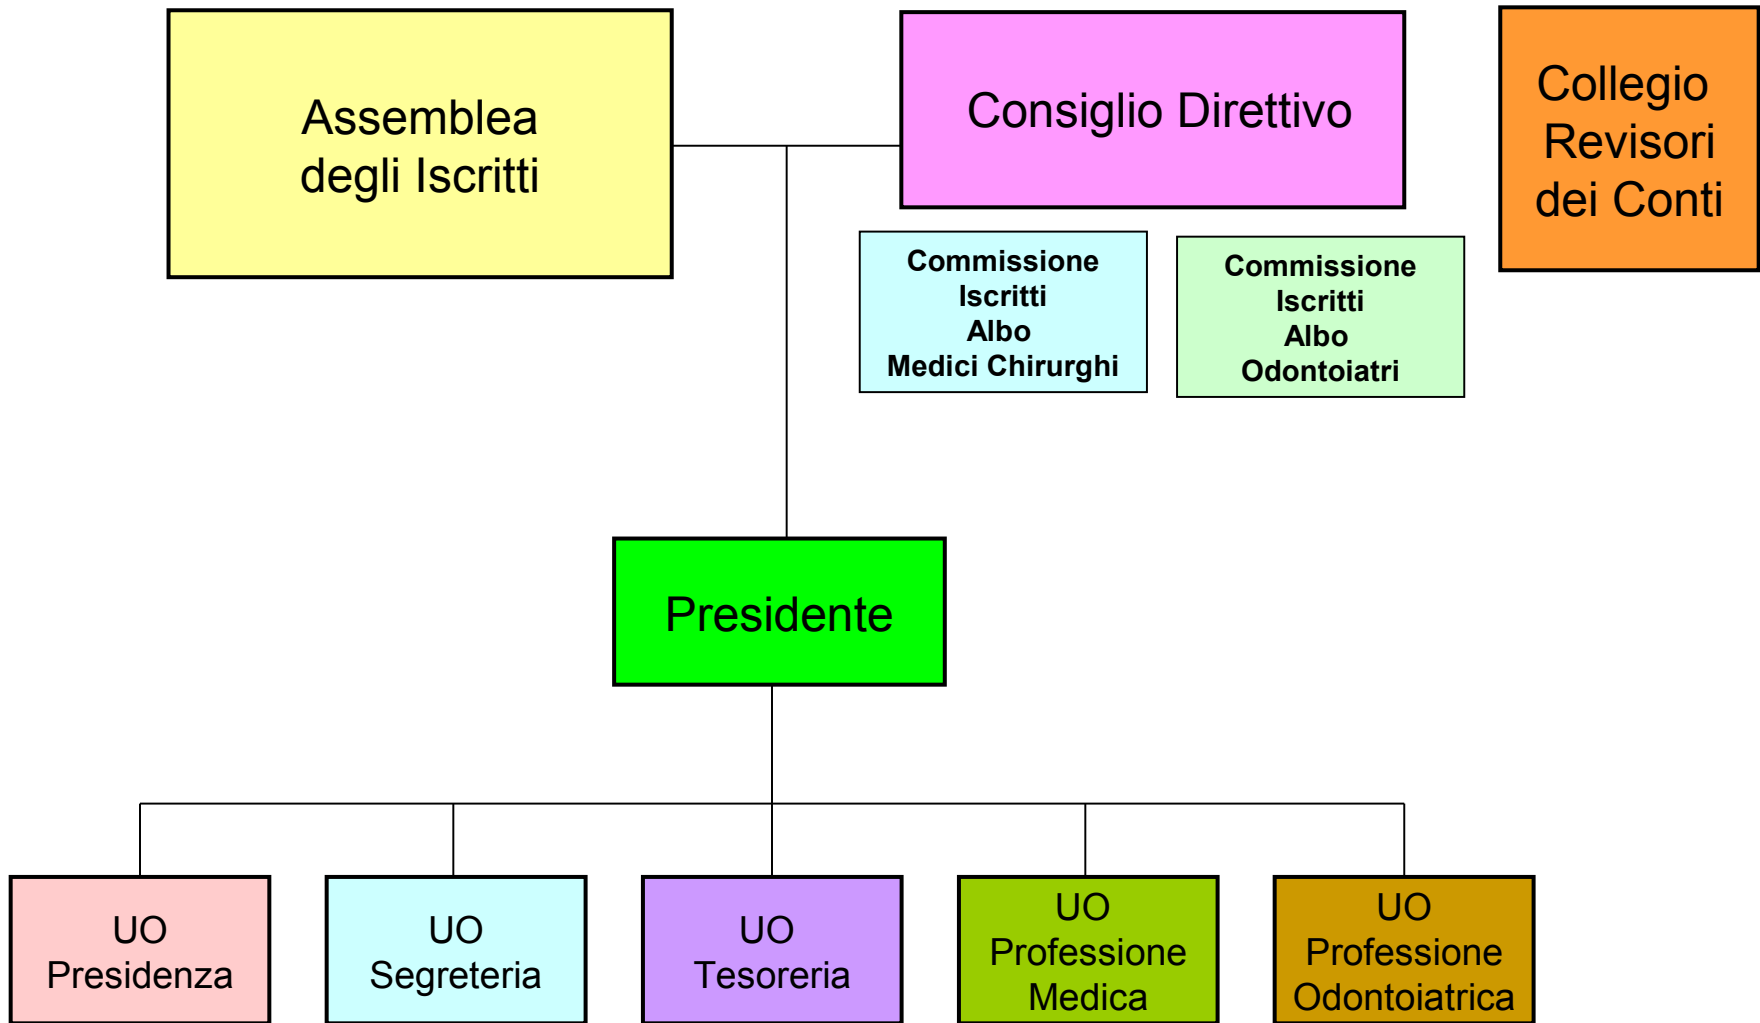 Assemblea
degli Iscritti
Consiglio Direttivo
Collegio
Revisori
dei Conti
Commissione
Iscritti
Albo
Medici Chirurghi
Commissione
Iscritti
Albo
Odontoiatri
Presidente
UO
Presidenza
UO
Segreteria
UO
Tesoreria
UO
Professione
Medica
UO
Professione
Odontoiatrica